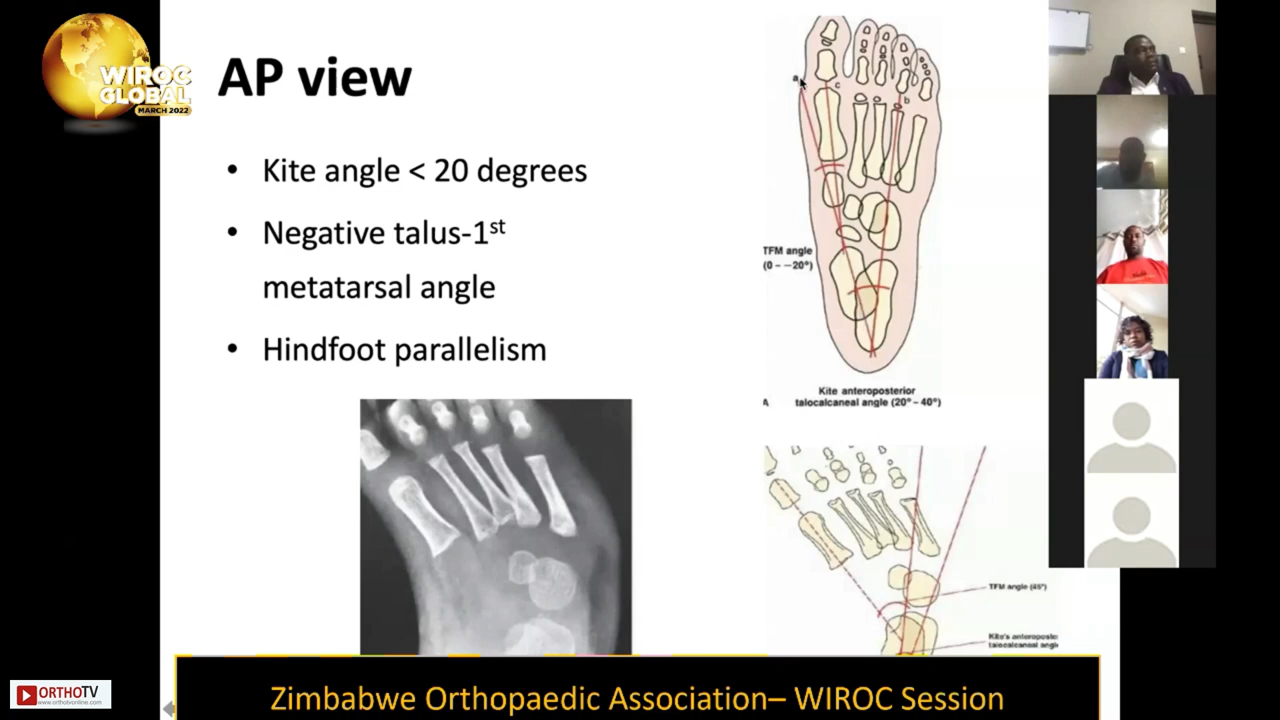 WIROC
GLOBAL
MARCH 2022
AP view
• Kite angle < 20 degrees
• Negative talus-1st
metatarsal angle
• Hindfoot parallelism
a
c
b
TFM angle
(0 – –20°)
Kite anteroposterior
A talocalcaneal angle (20° – 40°)
TFM angle (45°)
Kite's anteroposte
talocalcaneal angl
ORTHOTV
www.orthotvonline.com
Zimbabwe Orthopaedic Association– WIROC Session